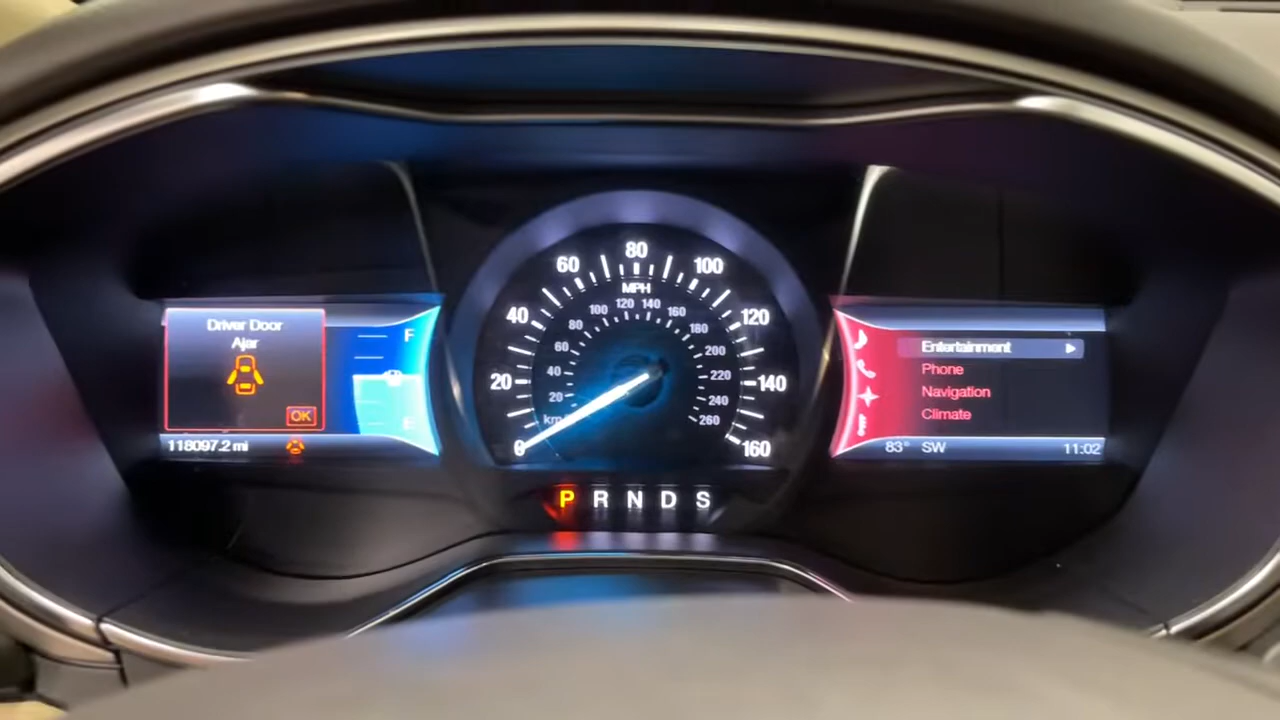 Driver Door
Ajar
OK
118097.2 mi
F
E
0
20
40
60
80
100
120
140
160
MPH
km/h
20
40
60
80
100
120
140
160
180
200
220
240
260
P R N D S
Entertainment
Phone
Navigation
Climate
83° SW 11:02